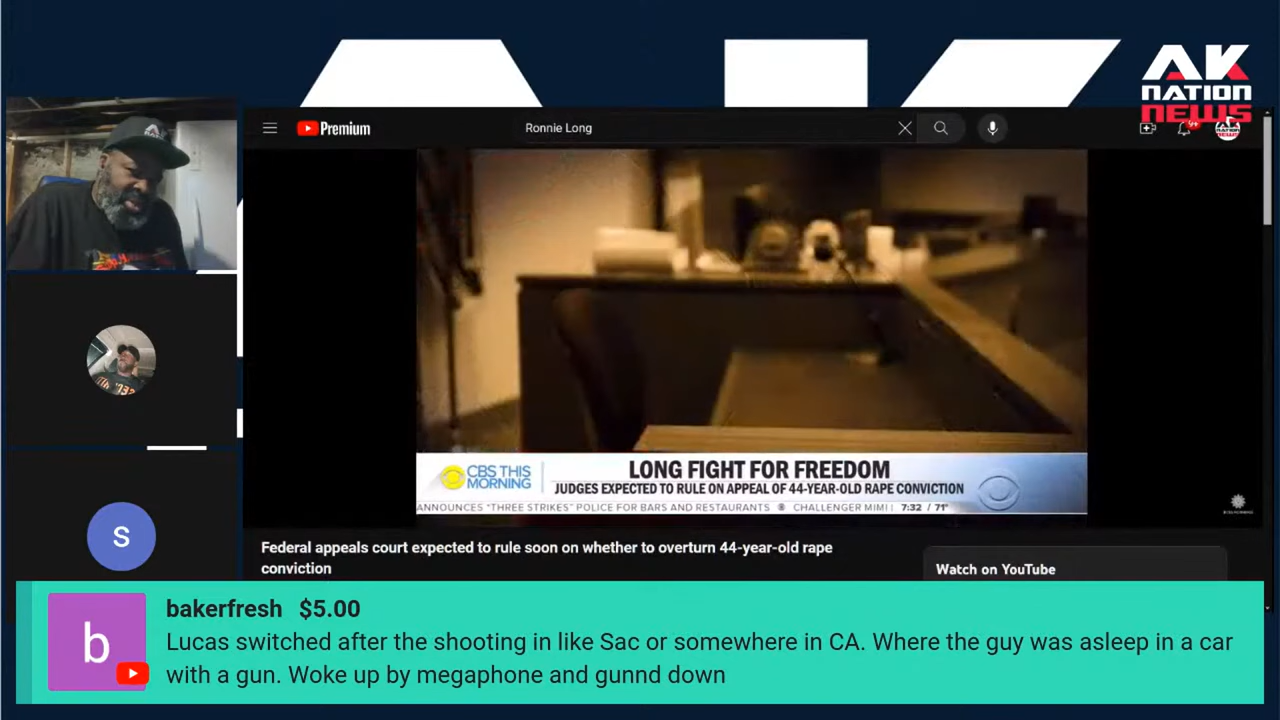 AK
NATION
NEWS
Premium
Ronnie Long
9+
CBS THIS
MORNING
LONG FIGHT FOR FREEDOM
JUDGES EXPECTED TO RULE ON APPEAL OF 44-YEAR-OLD RAPE CONVICTION
ANNOUNCES "THREE STRIKES" POLICE FOR BARS AND RESTAURANTS CHALLENGER MIMI 7:32 / 71°
Federal appeals court expected to rule soon on whether to overturn 44-year-old rape
conviction
Watch on YouTube
S
b
bakerfresh $5.00
Lucas switched after the shooting in like Sac or somewhere in CA. Where the guy was asleep in a car
with a gun. Woke up by megaphone and gunnd down